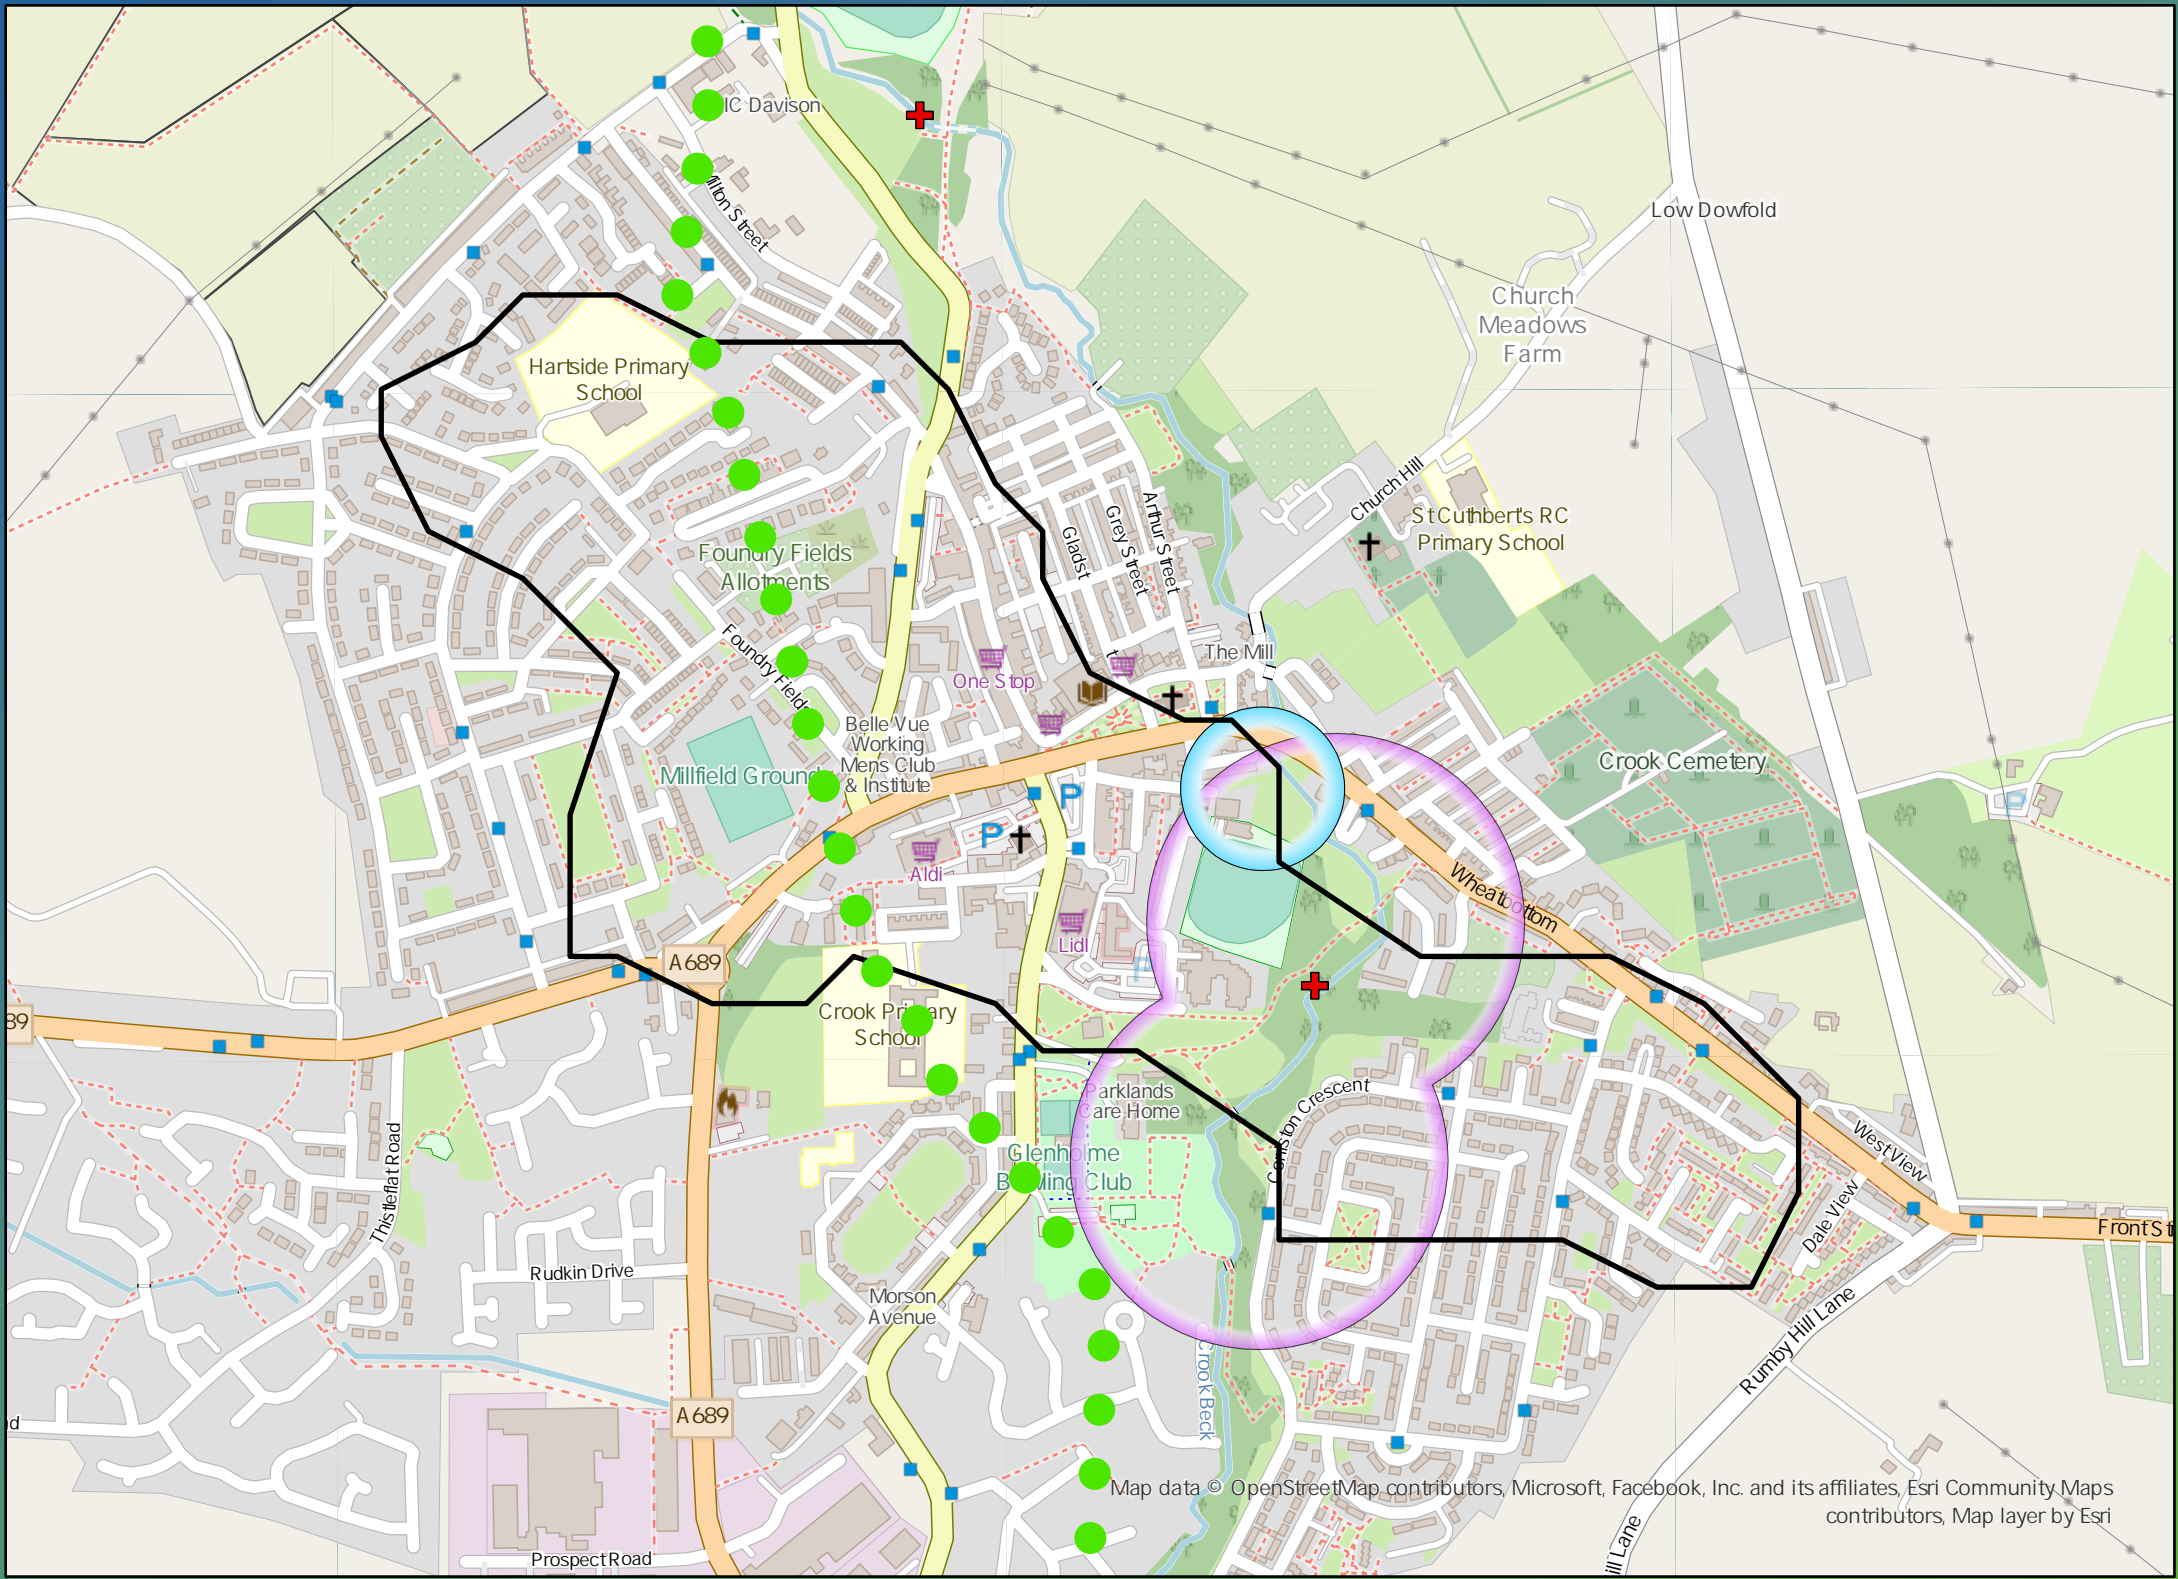 IC Davison
Milton Street
Low Dowfold
Church
Meadows
Farm
Hartside Primary
School
Church Hill
St Cuthbert's RC
Primary School
Arthur Street
Grey Street
Gladst
t
Foundry Fields
Allotments
Foundry Fields
The Mill
One Stop
Belle Vue
Working
Mens Club
& Institute
Millfield Ground
Crook Cemetery
P
P
P
Aldi
Wheatbottom
Lidl
A689
89
Crook Primary
School
Parklands
Care Home
Coniston Crescent
Glenholme
Bowling Club
West View
Dale View
Front St
Thistleflat Road
Rudkin Drive
Morson
Avenue
Crook Beck
Rumby Hill Lane
A689
ad
Map data © OpenStreetMap contributors, Microsoft, Facebook, Inc. and its affiliates, Esri Community Maps
contributors, Map layer by Esri
ill Lane
Prospect Road